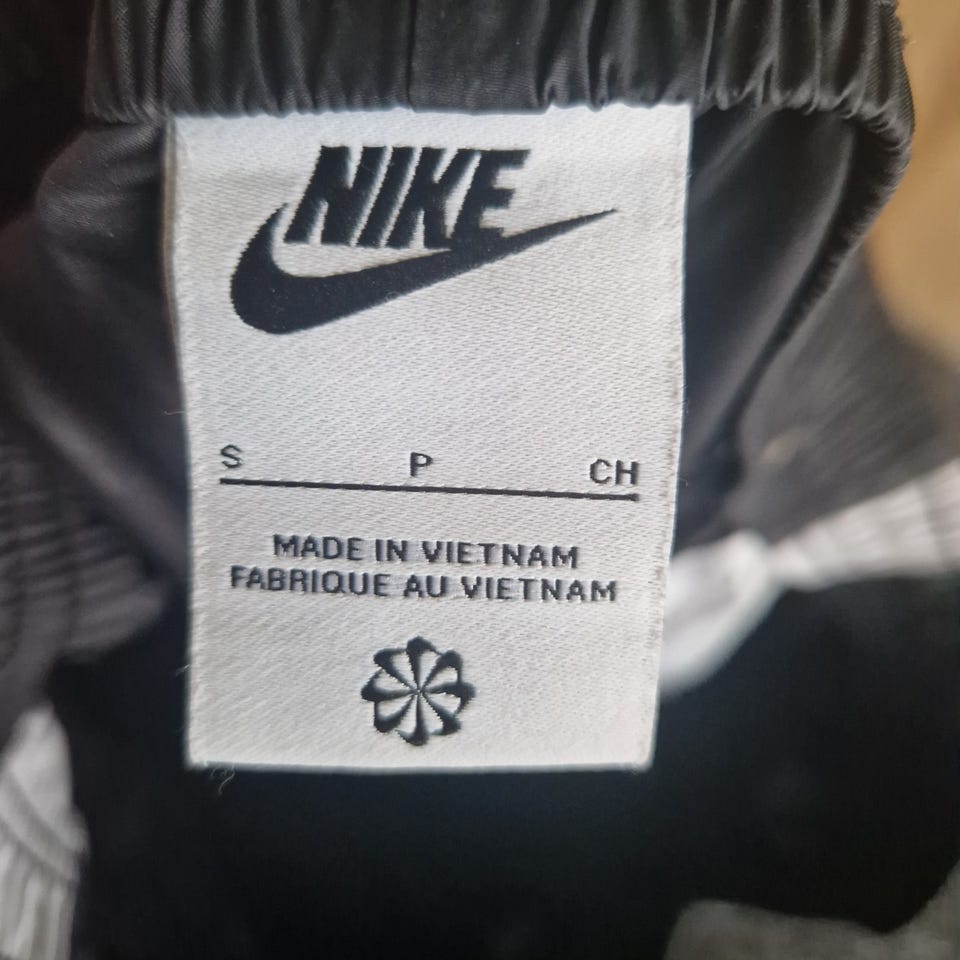 NIKE
S P CH
MADE IN VIETNAM
FABRIQUE AU VIETNAM